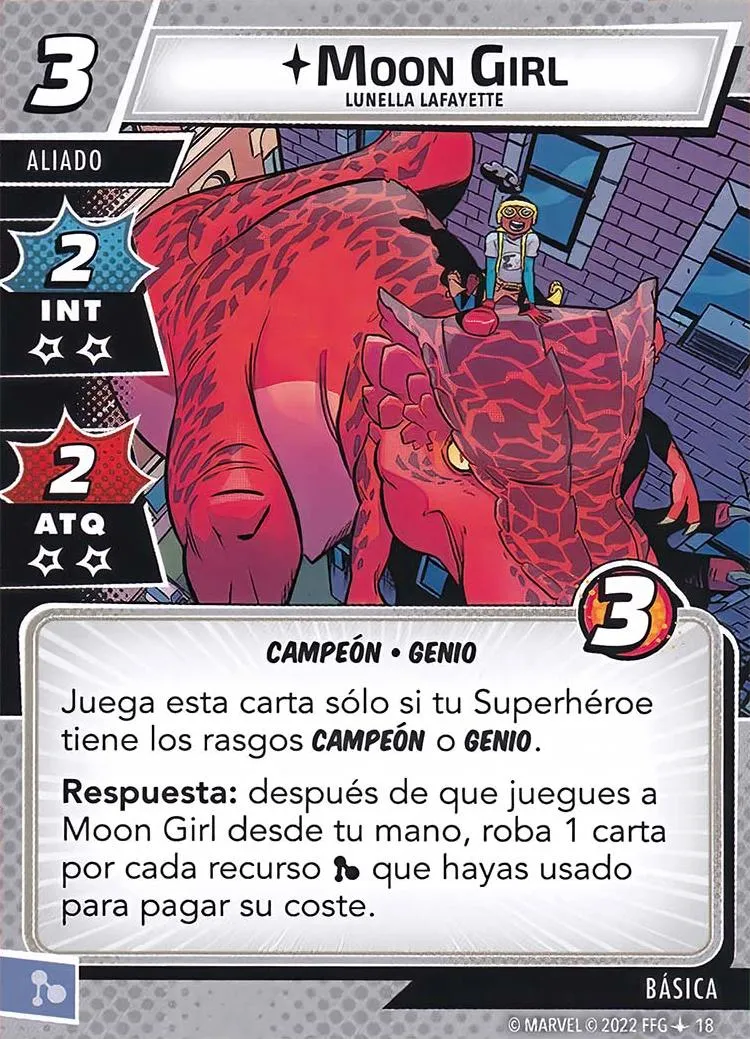 3
MOON GIRL
LUNELLA LAFAYETTE
ALIADO
2
INT
2
ATQ
3
CAMPEÓN • GENIO
Juega esta carta sólo si tu Superhéroe
tiene los rasgos CAMPEÓN o GENIO.
Respuesta: después de que juegues a
Moon Girl desde tu mano, roba 1 carta
por cada recurso que hayas usado
para pagar su coste.
BÁSICA
© MARVEL © 2022 FFG 18